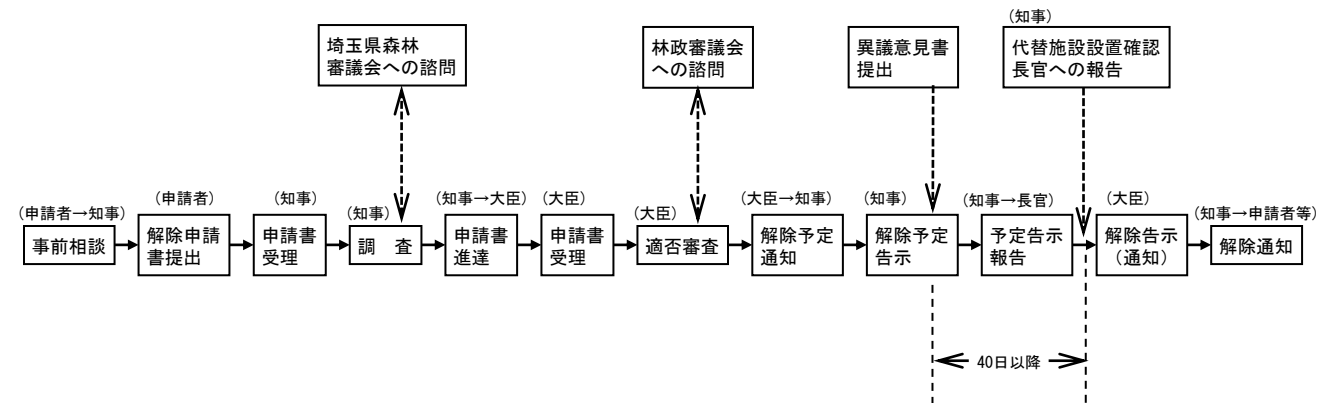 埼玉県森林
審議会への諮問
林政審議会
への諮問
異議意見書
提出
（知事）
代替施設設置確認
長官への報告
（申請者→知事）
事前相談
（申請者）
解除申請
書提出
（知事）
申請書
受理
（知事）
調　査
（知事→大臣）
申請書
進達
（大臣）
申請書
受理
（大臣）
適否審査
（大臣→知事）
解除予定
通知
（知事）
解除予定
告示
（知事→長官）
予定告示
報告
（大臣）
解除告示
（通知）
（知事→申請者等）
解除通知
40日以降